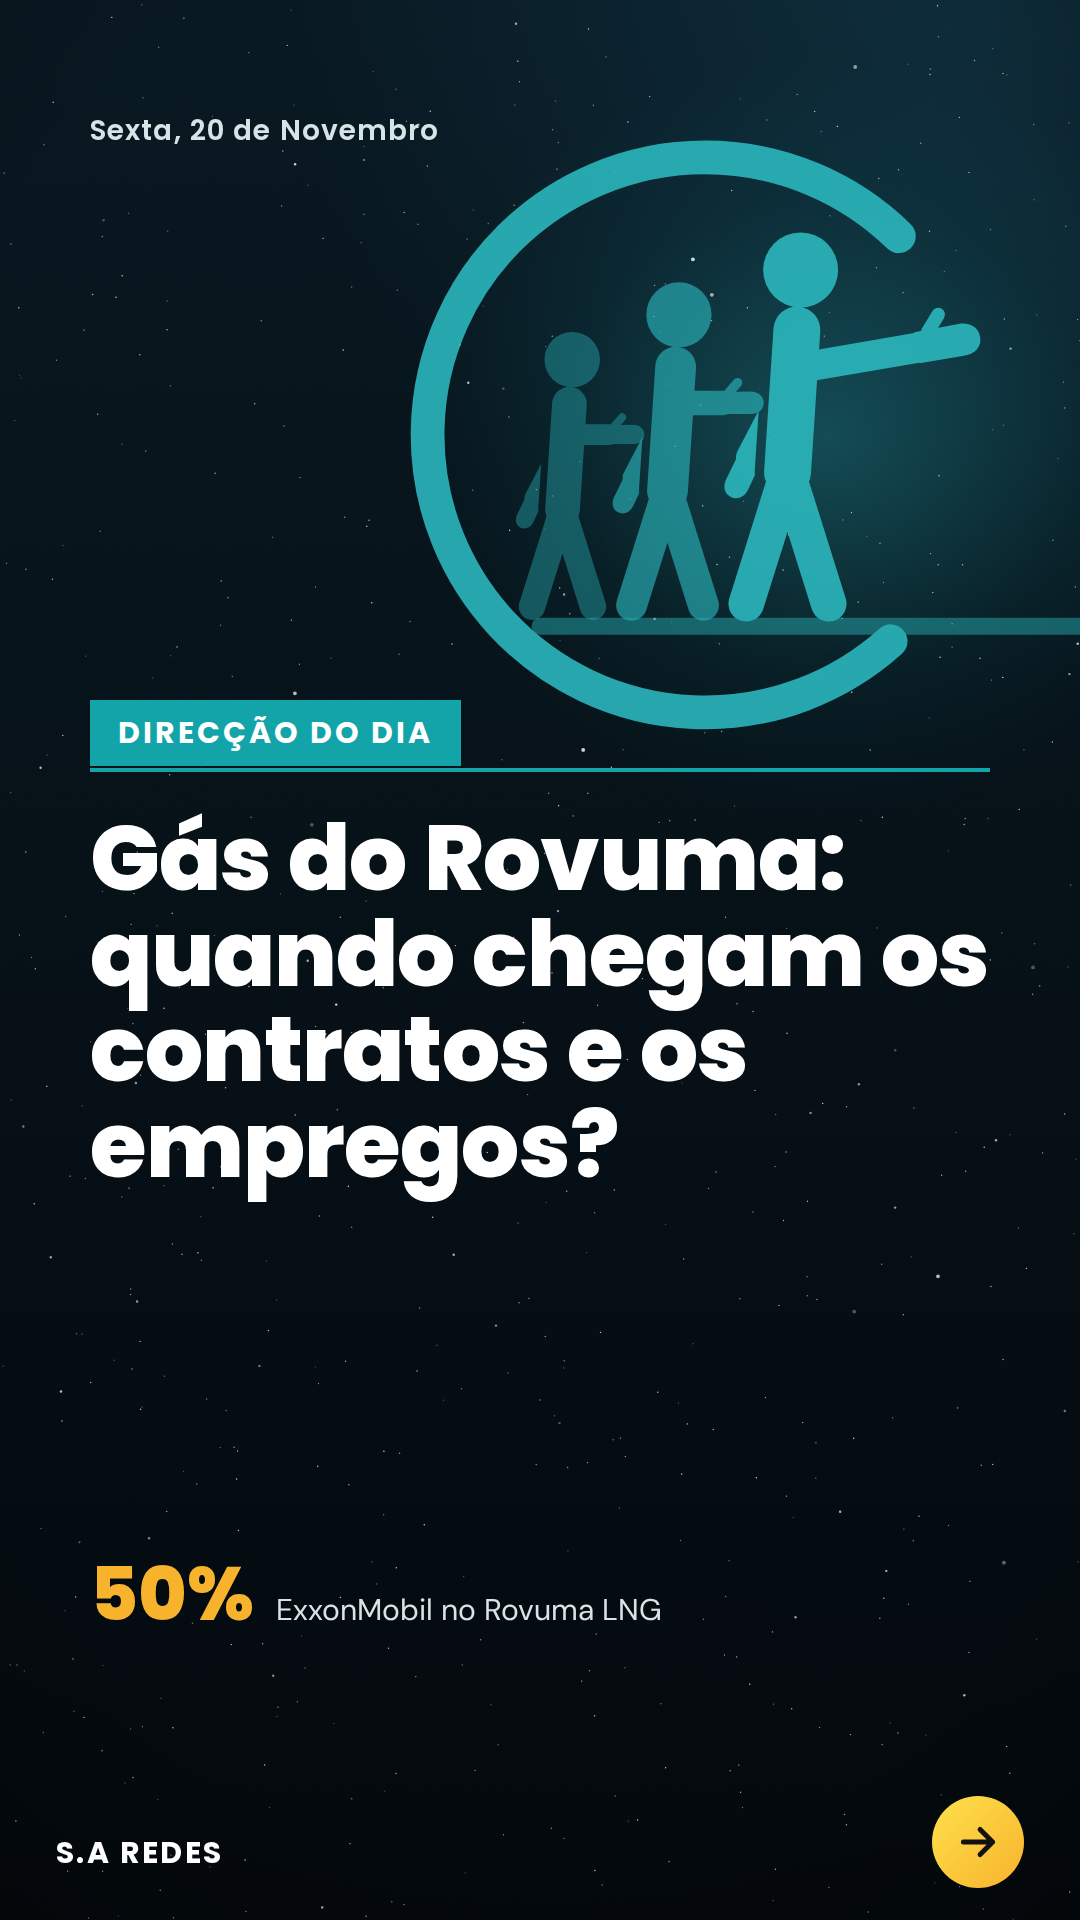 Sexta, 20 de Novembro
DIRECÇÃO DO DIA
Gás do Rovuma:
quando chegam os
contratos e os
empregos?
50% ExxonMobil no Rovuma LNG
S.A REDES